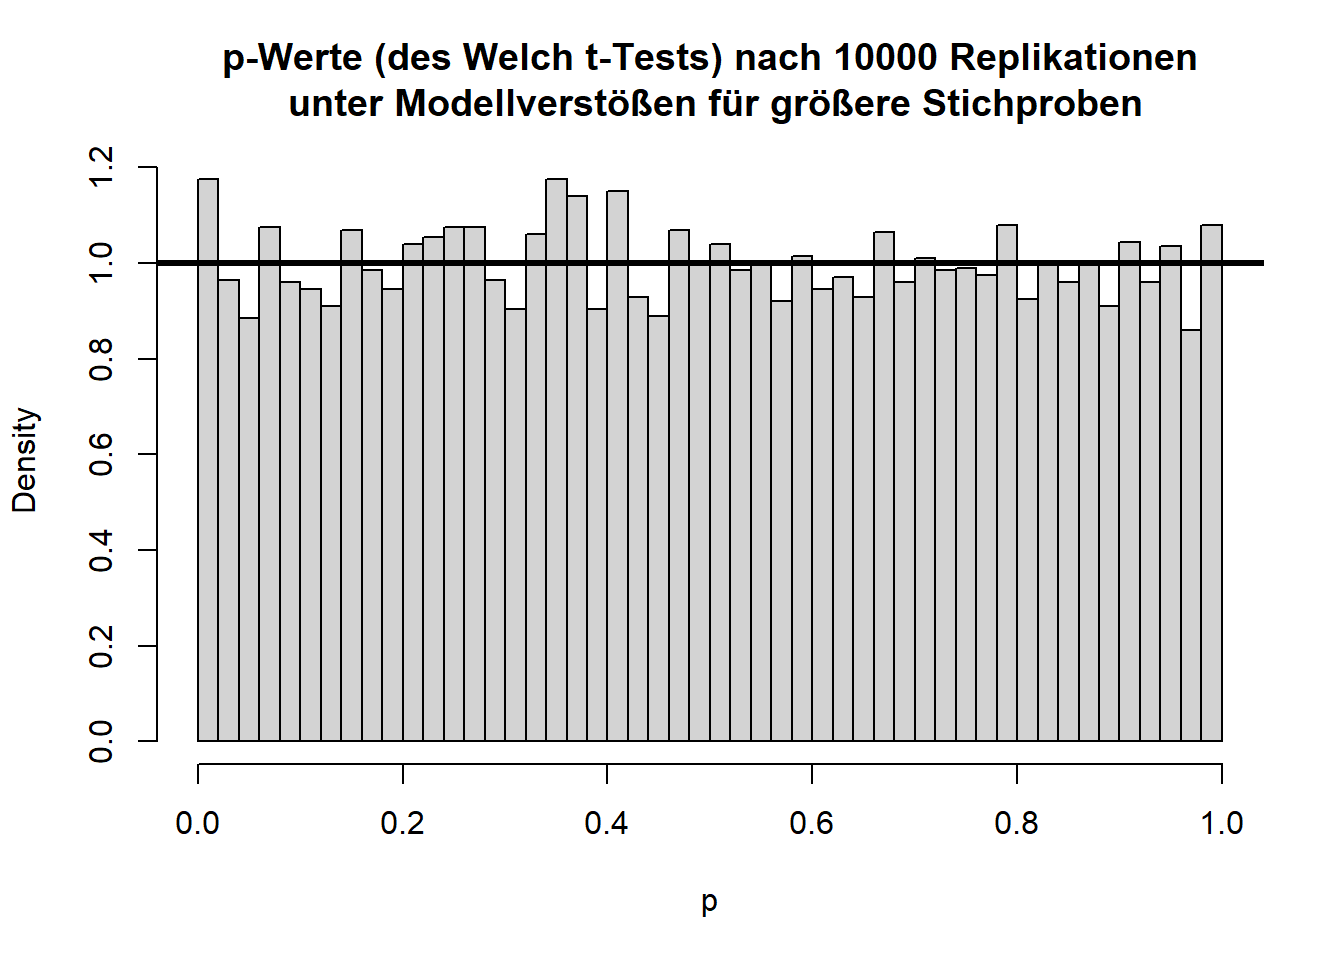 p-Werte (des Welch t-Tests) nach 10000 Replikationen
unter Modellverstößen für größere Stichproben
Density
1.2
1.0
0.8
0.6
0.4
0.2
0.0
0.0 0.2 0.4 0.6 0.8 1.0
p